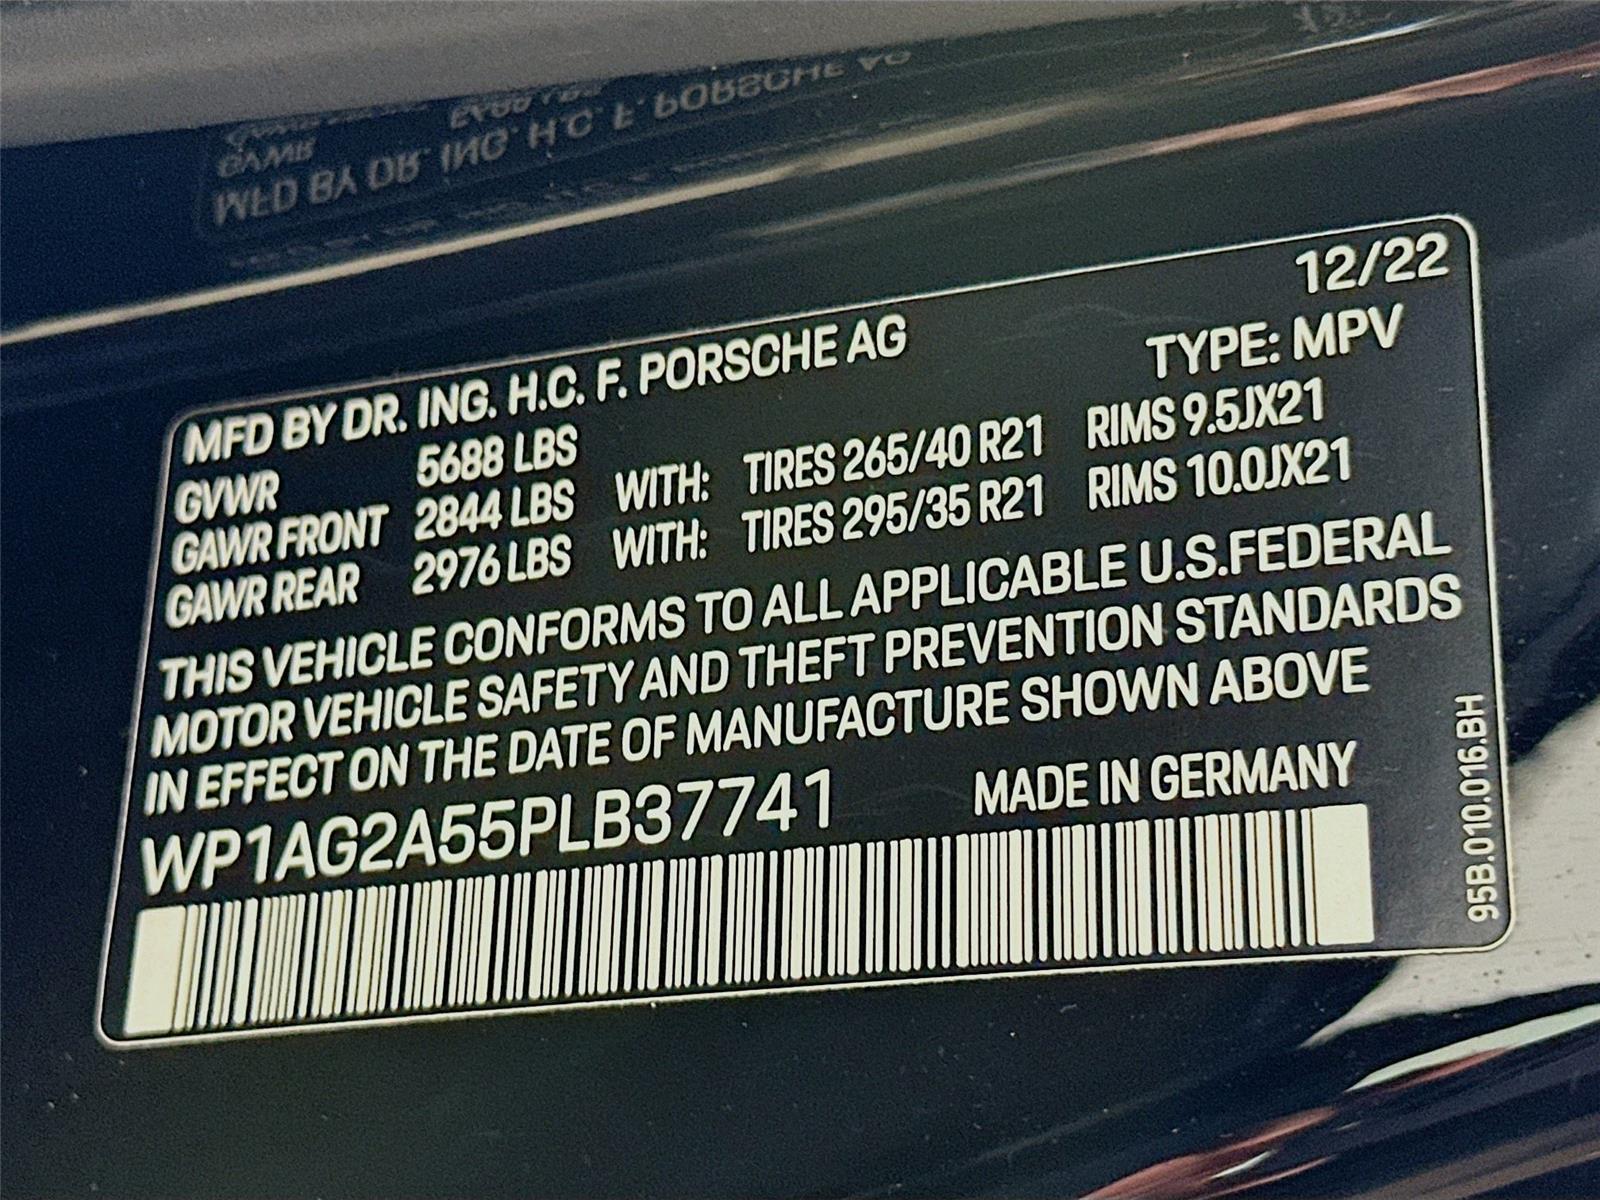 MFD BY DR. ING. H.C. F. PORSCHE AG 12/22
TYPE: MPV
GVWR 5688 LBS
GAWR FRONT 2844 LBS WITH: TIRES 265/40 R21 RIMS 9.5JX21
GAWR REAR 2976 LBS WITH: TIRES 295/35 R21 RIMS 10.0JX21
THIS VEHICLE CONFORMS TO ALL APPLICABLE U.S.FEDERAL
MOTOR VEHICLE SAFETY AND THEFT PREVENTION STANDARDS
IN EFFECT ON THE DATE OF MANUFACTURE SHOWN ABOVE
WP1AG2A55PLB37741 MADE IN GERMANY
95B.010.016.BH